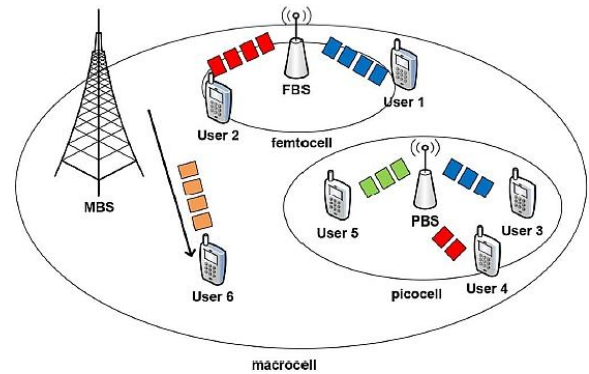 FBS
User 1
User 2
femtocell
MBS
User 5
PBS
User 3
User 4
User 6
picocell
macrocell